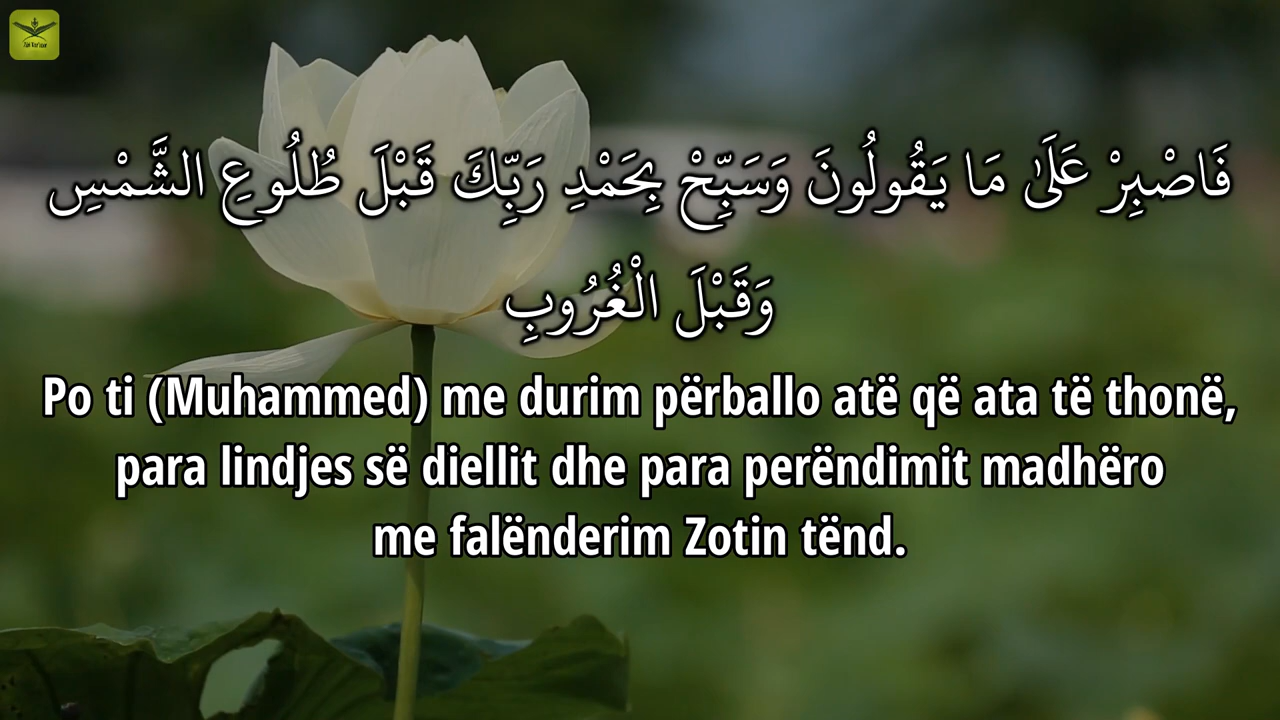 فَاصْبِرْ عَلَىٰ مَا يَقُولُونَ وَسَبِّحْ بِحَمْدِ رَبِّكَ قَبْلَ طُلُوعِ الشَّمْسِ
وَقَبْلَ الْغُرُوبِ
Po ti (Muhammed) me durim përballo atë që ata të thonë,
para lindjes së diellit dhe para perëndimit madhëro
me falënderim Zotin tënd.